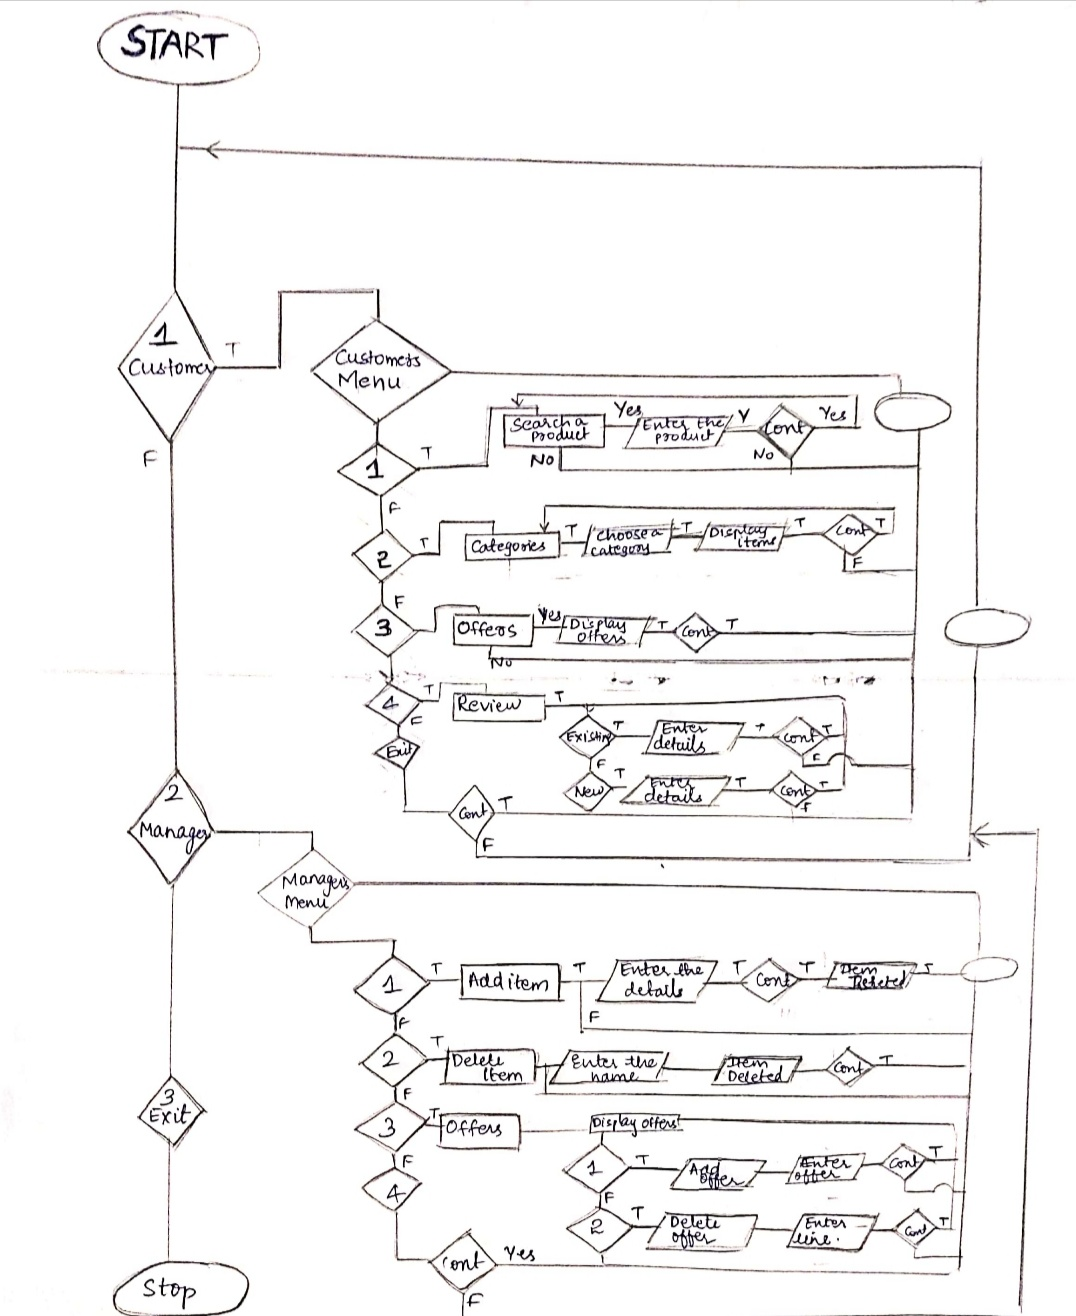 START
1
Customer
T
F
Customers
Menu
Search a
product
Yes
Enter the
product
Y
Cont
Yes
No
No
1
T
F
2
T
Categories
T
Choose a
category
T
Display
items
T
Cont
T
F
F
3
Offers
Yes
Display
offers
T
Cont
T
No
4
T
Review
T
F
Exit
Existing
T
Enter
details
T
Cont
T
F
F
New
T
Enter
details
T
Cont
T
F
Cont
T
F
2
Manager
Managers
Menu
1
T
Add item
T
Enter the
details
T
Cont
T
Item
Deleted
T
F
F
2
T
Delete
Item
Enter the
name
Item
Deleted
Cont
T
F
3
T
Offers
Display offers
F
1
T
Add
offer
Enter
offer
Cont
T
F
4
2
T
Delete
offer
Enter
line.
Cont
T
Cont
Yes
F
3
Exit
Stop